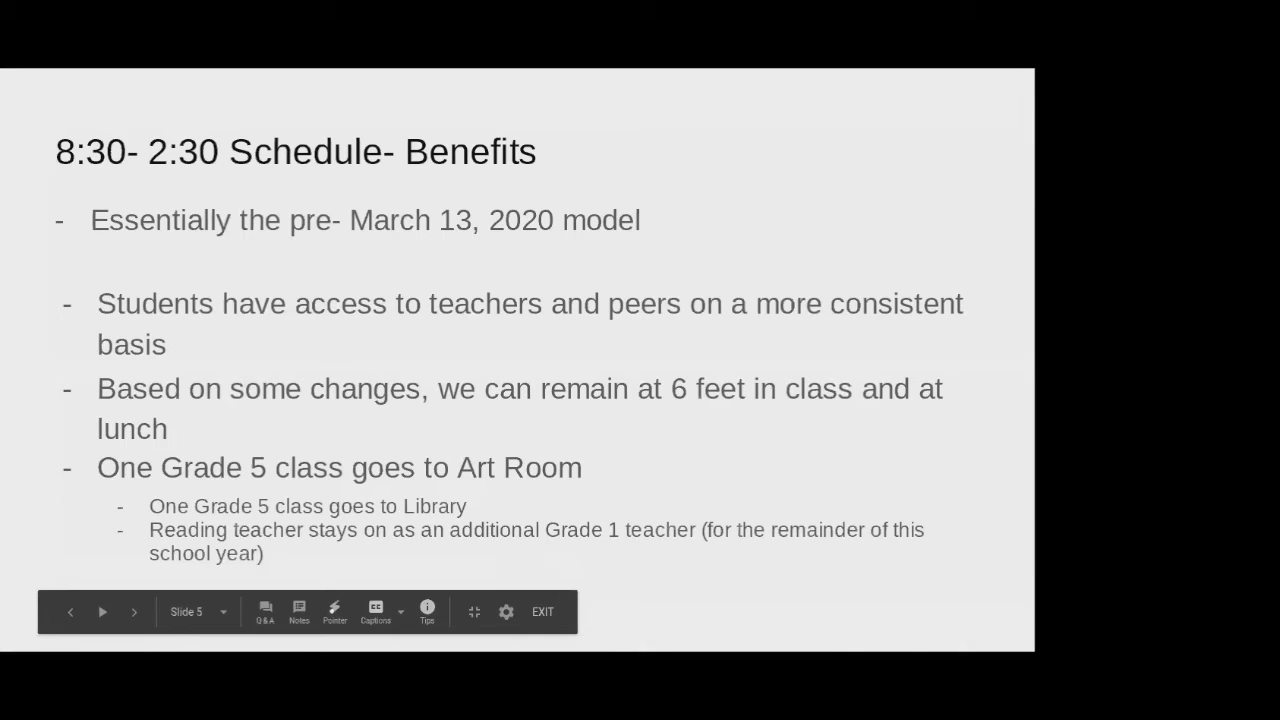 8:30- 2:30 Schedule- Benefits
- Essentially the pre- March 13, 2020 model
- Students have access to teachers and peers on a more consistent
basis
- Based on some changes, we can remain at 6 feet in class and at
lunch
- One Grade 5 class goes to Art Room
- One Grade 5 class goes to Library
- Reading teacher stays on as an additional Grade 1 teacher (for the remainder of this
school year)
Slide 5 Q&A Notes Pointer CC Captions Tips EXIT